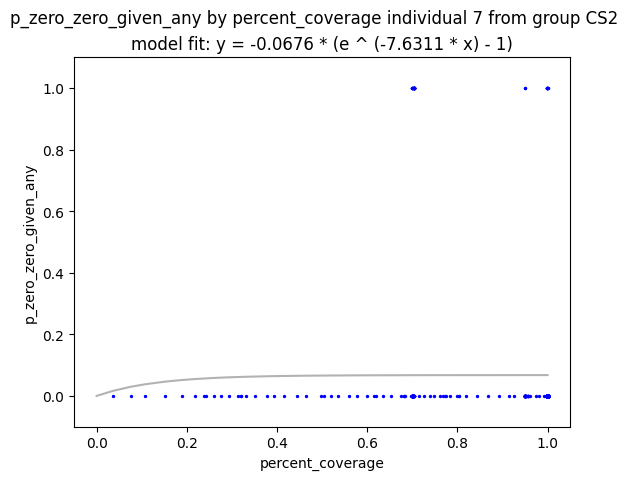 p_zero_zero_given_any by percent_coverage individual 7 from group CS2
model fit: y = -0.0676 * (e ^ (-7.6311 * x) - 1)
1.0
0.8
0.6
0.4
0.2
0.0
p_zero_zero_given_any
0.0 0.2 0.4 0.6 0.8 1.0
percent_coverage